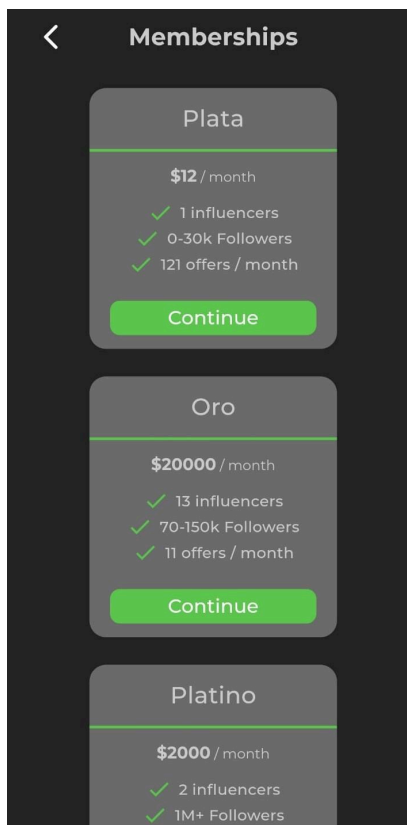 Memberships
Plata
$12 / month
1 influencers
0-30k Followers
121 offers / month
Continue
Oro
$20000 / month
13 influencers
70-150k Followers
11 offers / month
Continue
Platino
$2000 / month
2 influencers
1M+ Followers